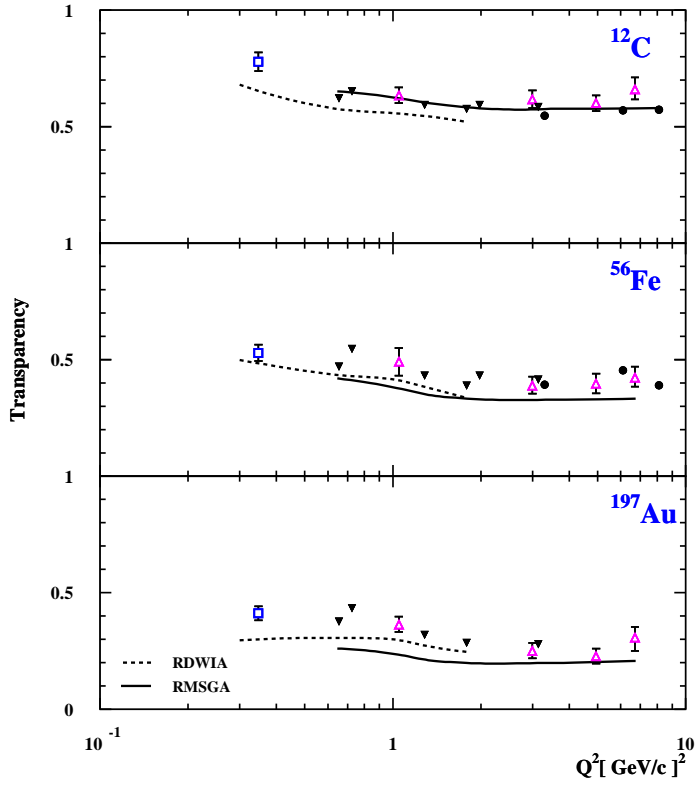 1
¹²C
0.5
1
⁵⁶Fe
Transparency
0.5
1
¹⁹⁷Au
0.5
RDWIA
RMSGA
0
10⁻¹ 1 10
Q²[ GeV/c ]²